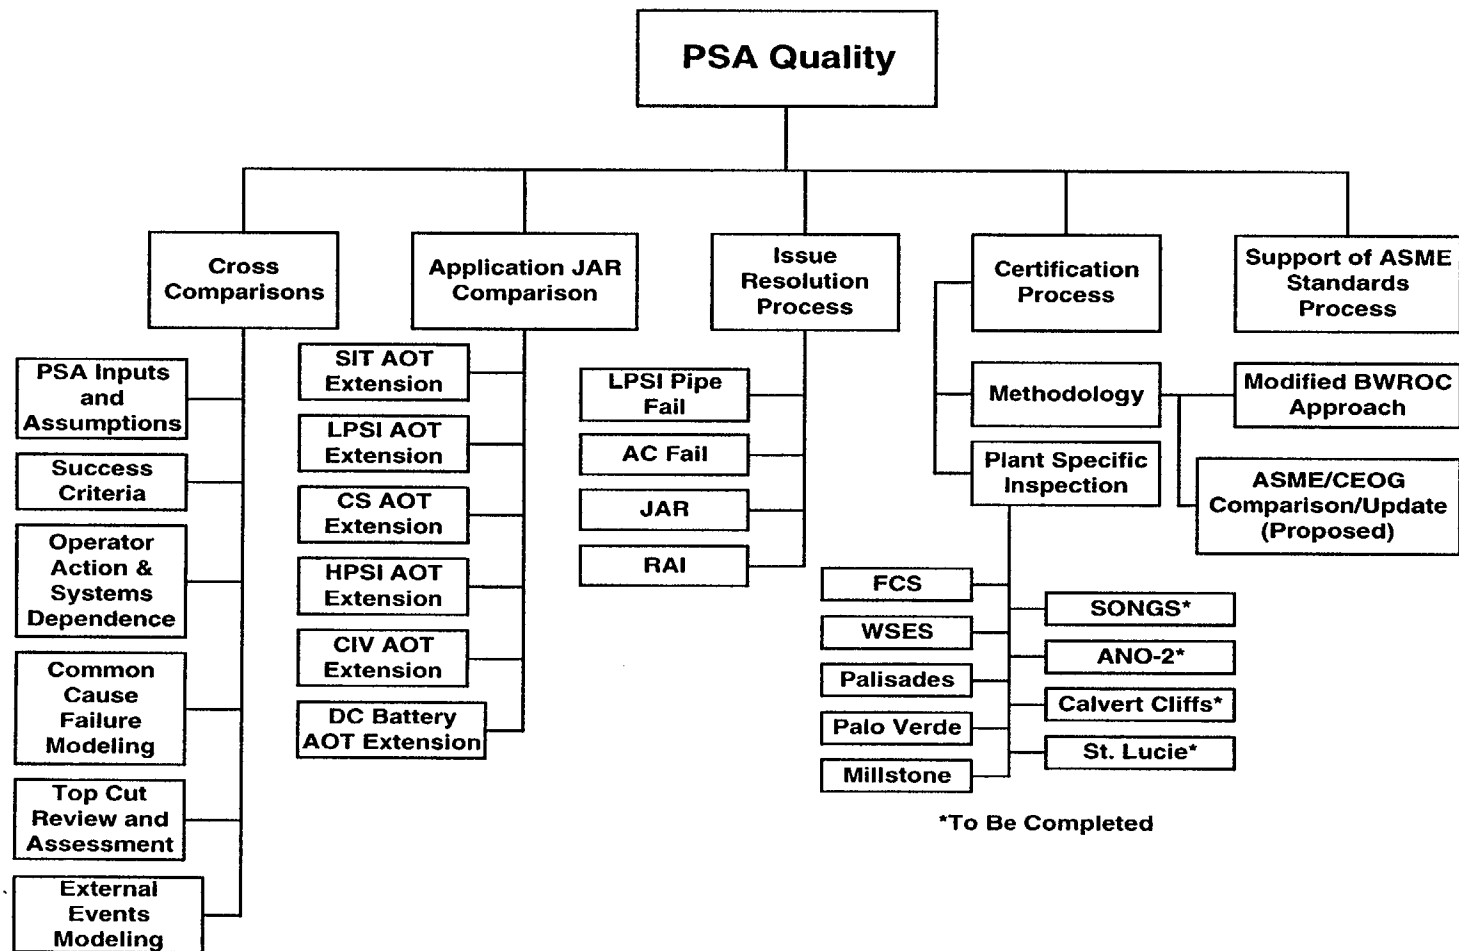 PSA Quality
Cross
Comparisons
Application JAR
Comparison
Issue
Resolution
Process
Certification
Process
Support of ASME
Standards
Process
PSA Inputs
and
Assumptions
Success
Criteria
Operator
Action &
Systems
Dependence
Common
Cause
Failure
Modeling
Top Cut
Review and
Assessment
External
Events
Modeling
SIT AOT
Extension
LPSI AOT
Extension
CS AOT
Extension
HPSI AOT
Extension
CIV AOT
Extension
DC Battery
AOT Extension
LPSI Pipe
Fail
AC Fail
JAR
RAI
Methodology
Plant Specific
Inspection
Modified BWROC
Approach
ASME/CEOG
Comparison/Update
(Proposed)
FCS
WSES
Palisades
Palo Verde
Millstone
SONGS*
ANO-2*
Calvert Cliffs*
St. Lucie*
*To Be Completed